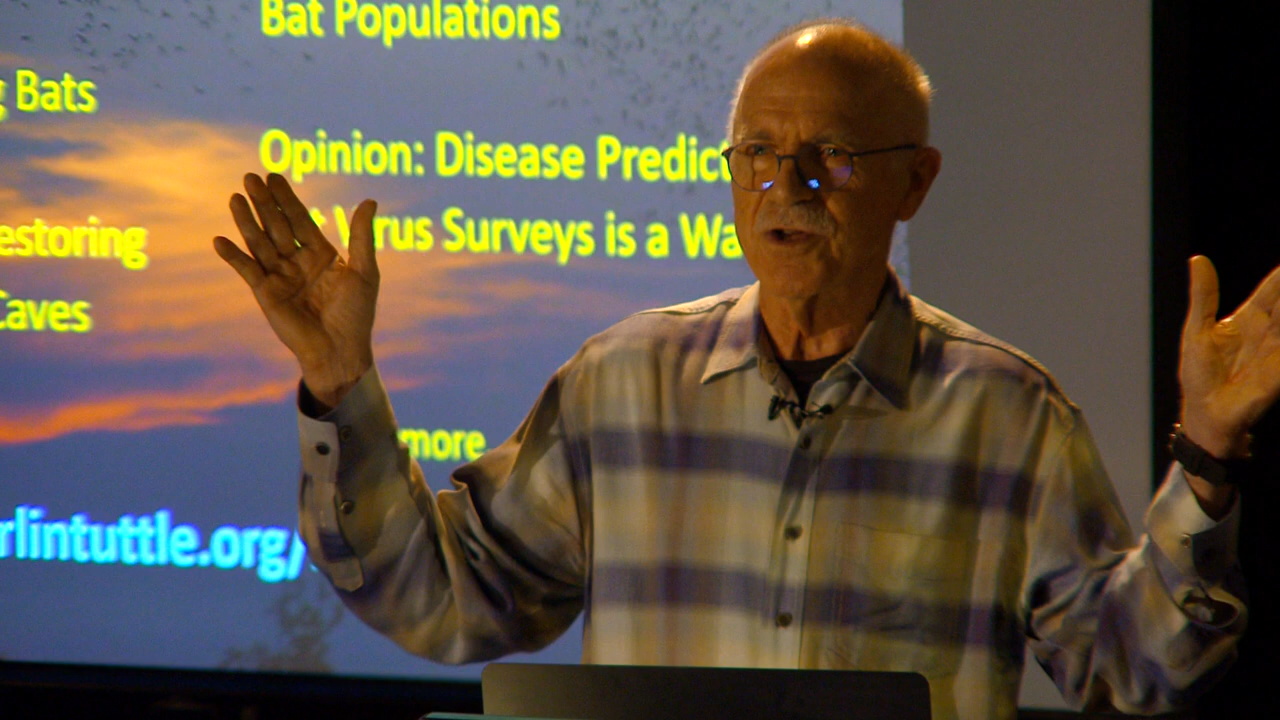 Bat Populations
Bats
Opinion: Disease Predict
Virus Surveys is a Wa
estoring
Caves
more
rlintuttle.org/